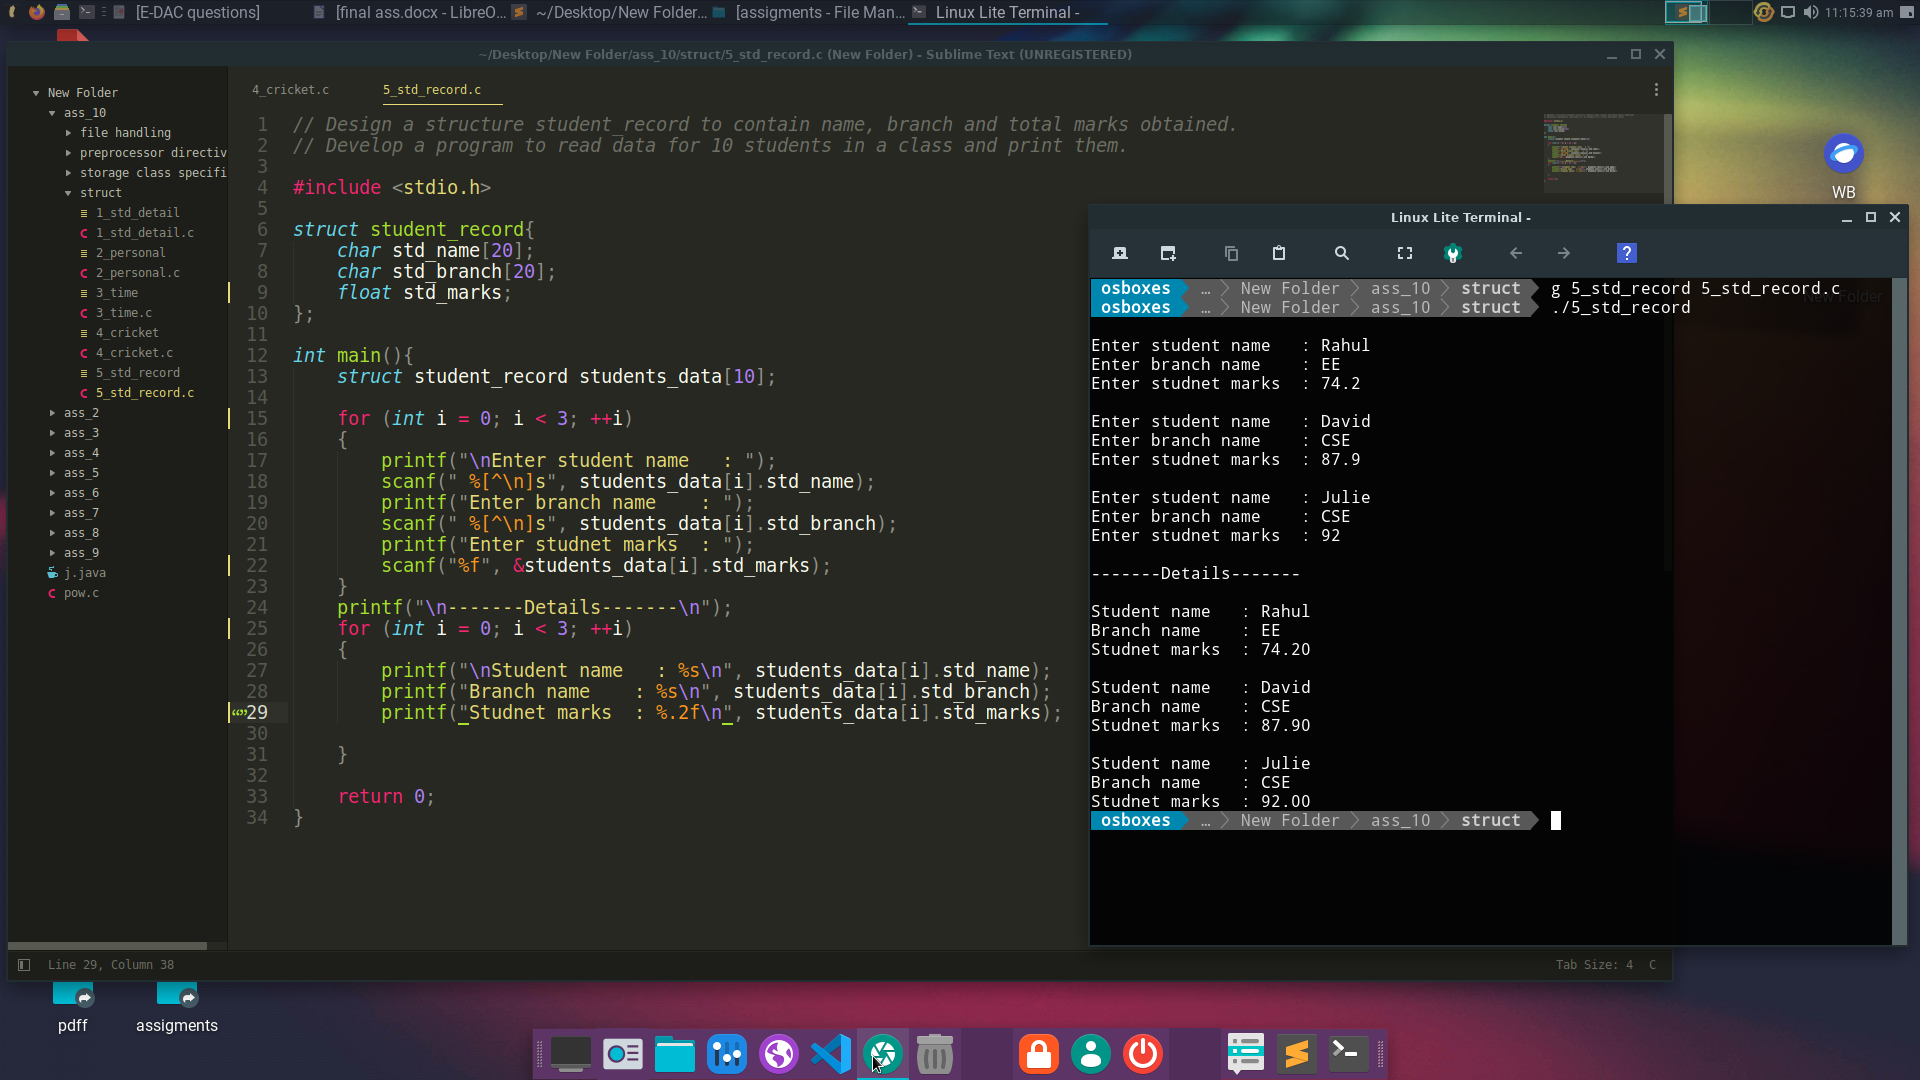 [E-DAC questions]
[final ass.docx - LibreO...
~/Desktop/New Folder...
[assigments - File Man...
Linux Lite Terminal -
11:15:39 am
~/Desktop/New Folder/ass_10/struct/5_std_record.c (New Folder) - Sublime Text (UNREGISTERED)
New Folder
ass_10
file handling
preprocessor directiv
storage class specifi
struct
1_std_detail
1_std_detail.c
2_personal
2_personal.c
3_time
3_time.c
4_cricket
4_cricket.c
5_std_record
5_std_record.c
ass_2
ass_3
ass_4
ass_5
ass_6
ass_7
ass_8
ass_9
j.java
pow.c
4_cricket.c
5_std_record.c
1 // Design a structure student_record to contain name, branch and total marks obtained.
2 // Develop a program to read data for 10 students in a class and print them.
3
4 #include <stdio.h>
5
6 struct student_record{
7     char std_name[20];
8     char std_branch[20];
9     float std_marks;
10 };
11
12 int main(){
13     struct student_record students_data[10];
14
15     for (int i = 0; i < 3; ++i)
16     {
17         printf("\nEnter student name   : ");
18         scanf(" %[^\n]s", students_data[i].std_name);
19         printf("Enter branch name    : ");
20         scanf(" %[^\n]s", students_data[i].std_branch);
21         printf("Enter studnet marks  : ");
22         scanf("%f", &students_data[i].std_marks);
23     }
24     printf("\n-------Details-------\n");
25     for (int i = 0; i < 3; ++i)
26     {
27         printf("\nStudent name   : %s\n", students_data[i].std_name);
28         printf("Branch name    : %s\n", students_data[i].std_branch);
29         printf("Studnet marks  : %.2f\n", students_data[i].std_marks);
30
31     }
32
33     return 0;
34 }
Line 29, Column 38
Tab Size: 4
C
WB
Linux Lite Terminal -
osboxes … New Folder ass_10 struct g 5_std_record 5_std_record.c
osboxes … New Folder ass_10 struct ./5_std_record
New Folder
Enter student name   : Rahul
Enter branch name    : EE
Enter studnet marks  : 74.2
Enter student name   : David
Enter branch name    : CSE
Enter studnet marks  : 87.9
Enter student name   : Julie
Enter branch name    : CSE
Enter studnet marks  : 92
-------Details-------
Student name   : Rahul
Branch name    : EE
Studnet marks  : 74.20
Student name   : David
Branch name    : CSE
Studnet marks  : 87.90
Student name   : Julie
Branch name    : CSE
Studnet marks  : 92.00
osboxes … New Folder ass_10 struct
pdff
assigments